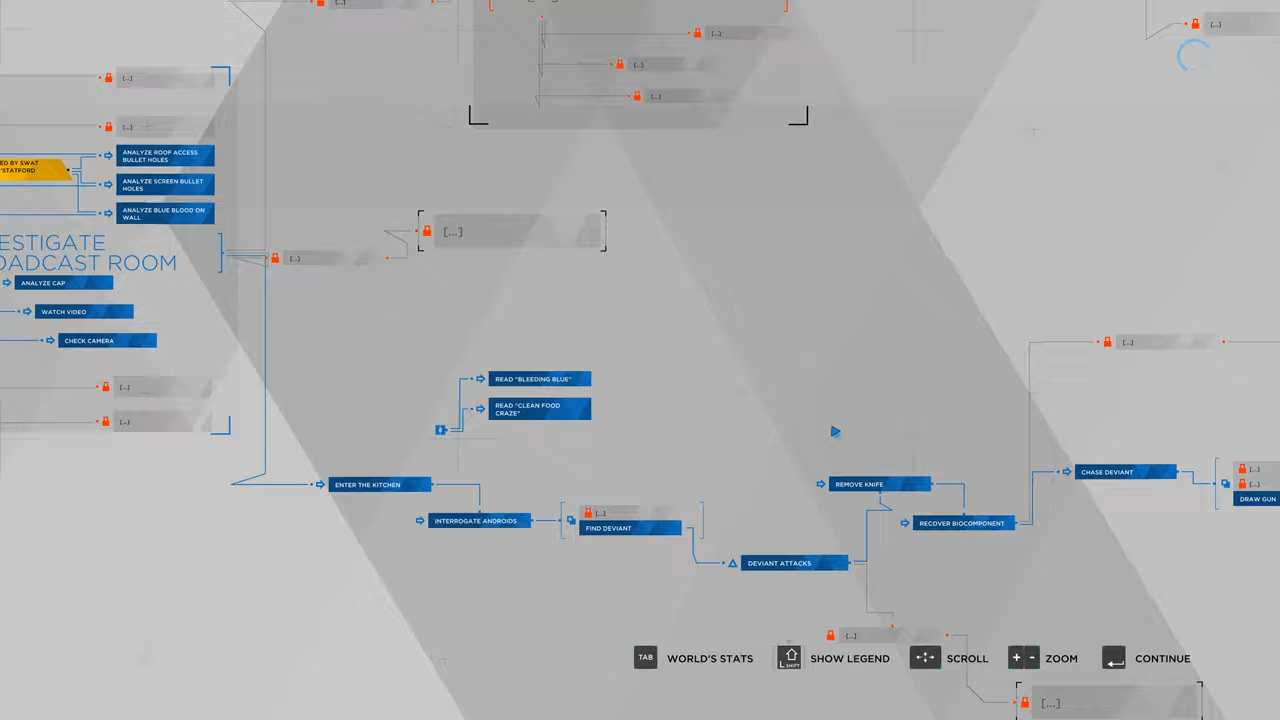 [...]
[...]
[...]
[...]
[...]
[...]
[...]
ANALYZE ROOF ACCESS
BULLET HOLES
ED BY SWAT
'STATFORD'
ANALYZE SCREEN BULLET
HOLES
ANALYZE BLUE BLOOD ON
WALL
ESTIGATE
OADCAST ROOM
[...]
[...]
ANALYZE CAP
WATCH VIDEO
CHECK CAMERA
[...]
[...]
[...]
READ "BLEEDING BLUE"
READ "CLEAN FOOD
CRAZE"
ENTER THE KITCHEN
INTERROGATE ANDROIDS
[...]
FIND DEVIANT
DEVIANT ATTACKS
REMOVE KNIFE
RECOVER BIOCOMPONENT
CHASE DEVIANT
[...]
[...]
DRAW GUN
[...]
TAB WORLD'S STATS
L SHIFT SHOW LEGEND
SCROLL
+ - ZOOM
CONTINUE
[...]